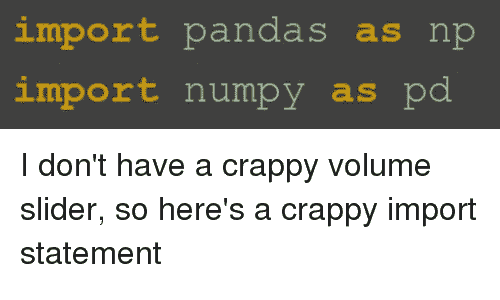 import pandas as np
import numpy as pd
I don't have a crappy volume
slider, so here's a crappy import
statement